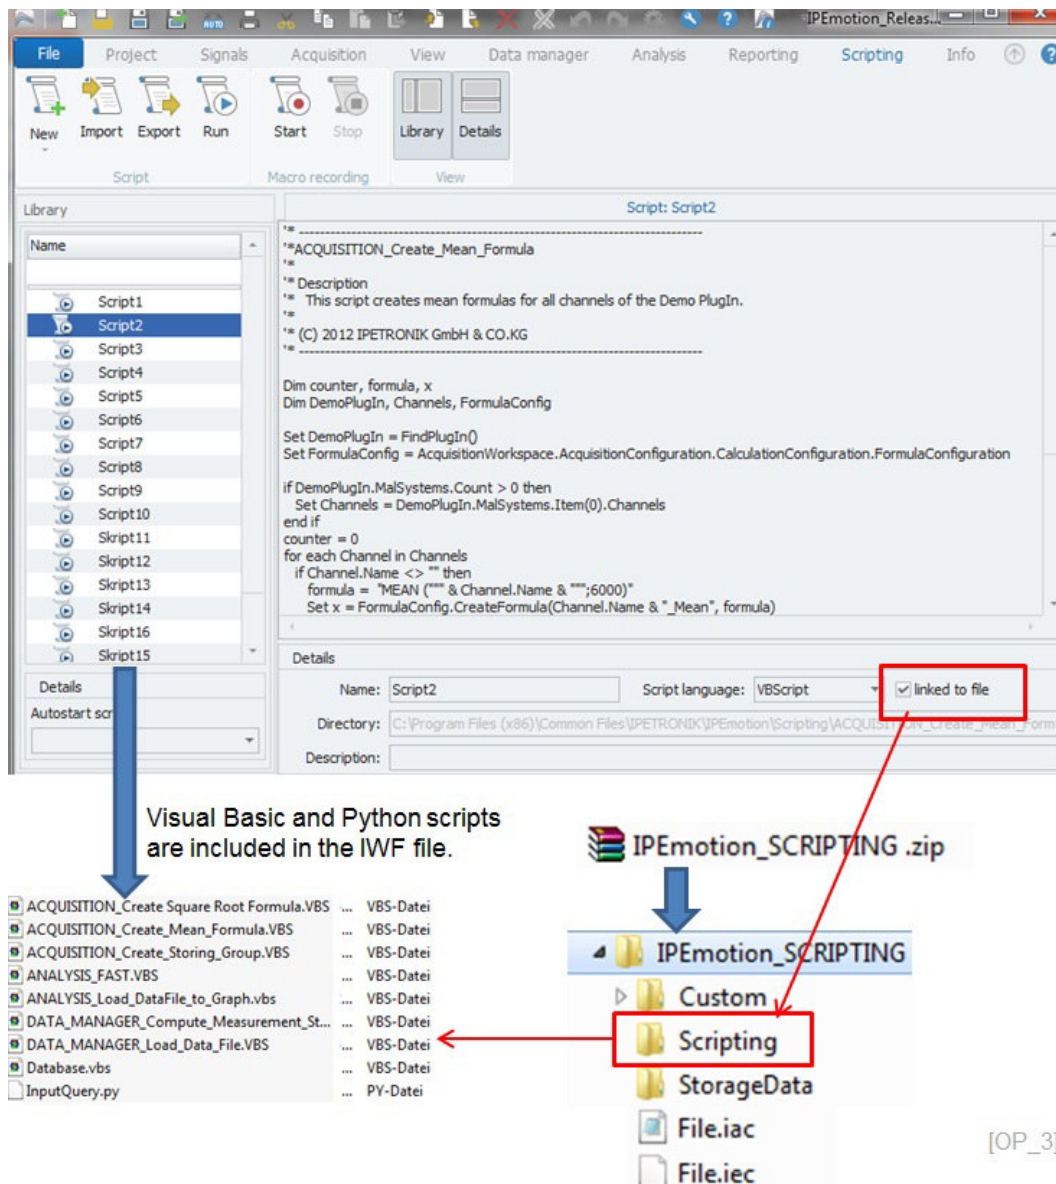 IPEmotion_Releas...
AUTO
File Project Signals Acquisition View Data manager Analysis Reporting Scripting Info
New Import Export Run Start Stop Library Details
Script Macro recording View
Library
Script: Script2
Name
Script1
Script2
Script3
Script4
Script5
Script6
Script7
Script8
Script9
Script10
Skript11
Skript12
Skript13
Skript14
Skript16
Skript15
'* ------------------------------------------------------------------------
'*ACQUISITION_Create_Mean_Formula
'*
'* Description
'*   This script creates mean formulas for all channels of the Demo PlugIn.
'*
'* (C) 2012 IPETRONIK GmbH & CO.KG
'* ------------------------------------------------------------------------
Dim counter, formula, x
Dim DemoPlugIn, Channels, FormulaConfig
Set DemoPlugIn = FindPlugIn()
Set FormulaConfig = AcquisitionWorkspace.AcquisitionConfiguration.CalculationConfiguration.FormulaConfiguration
if DemoPlugIn.MalSystems.Count > 0 then
Set Channels = DemoPlugIn.MalSystems.Item(0).Channels
end if
counter = 0
for each Channel in Channels
if Channel.Name <> "" then
formula = "MEAN (""" & Channel.Name & """;6000)"
Set x = FormulaConfig.CreateFormula(Channel.Name & "_Mean", formula)
Details
Autostart scr
Details
Name: Script2 Script language: VBScript linked to file
Directory: C:\Program Files (x86)\Common Files\IPETRONIK\IPEmotion\Scripting\ACQUISITION_Create_Mean_Form
Description:
Visual Basic and Python scripts
are included in the IWF file.
ACQUISITION_Create Square Root Formula.VBS ... VBS-Datei
ACQUISITION_Create_Mean_Formula.VBS ... VBS-Datei
ACQUISITION_Create_Storing_Group.VBS ... VBS-Datei
ANALYSIS_FAST.VBS ... VBS-Datei
ANALYSIS_Load_DataFile_to_Graph.vbs ... VBS-Datei
DATA_MANAGER_Compute_Measurement_St... ... VBS-Datei
DATA_MANAGER_Load_Data_File.VBS ... VBS-Datei
Database.vbs ... VBS-Datei
InputQuery.py ... PY-Datei
IPEmotion_SCRIPTING .zip
IPEmotion_SCRIPTING
Custom
Scripting
StorageData
File.iac
File.iec
[OP_3]